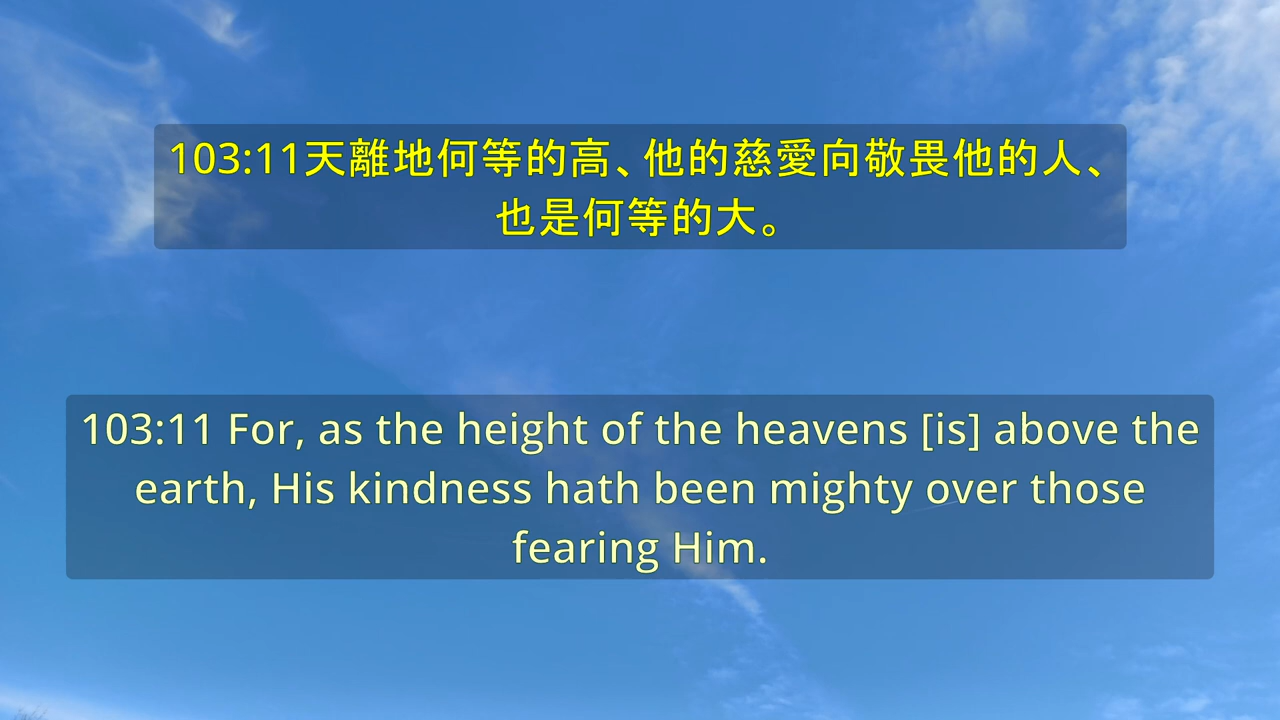 103:11天離地何等的高、他的慈愛向敬畏他的人、
也是何等的大。
103:11 For, as the height of the heavens [is] above the
earth, His kindness hath been mighty over those
fearing Him.